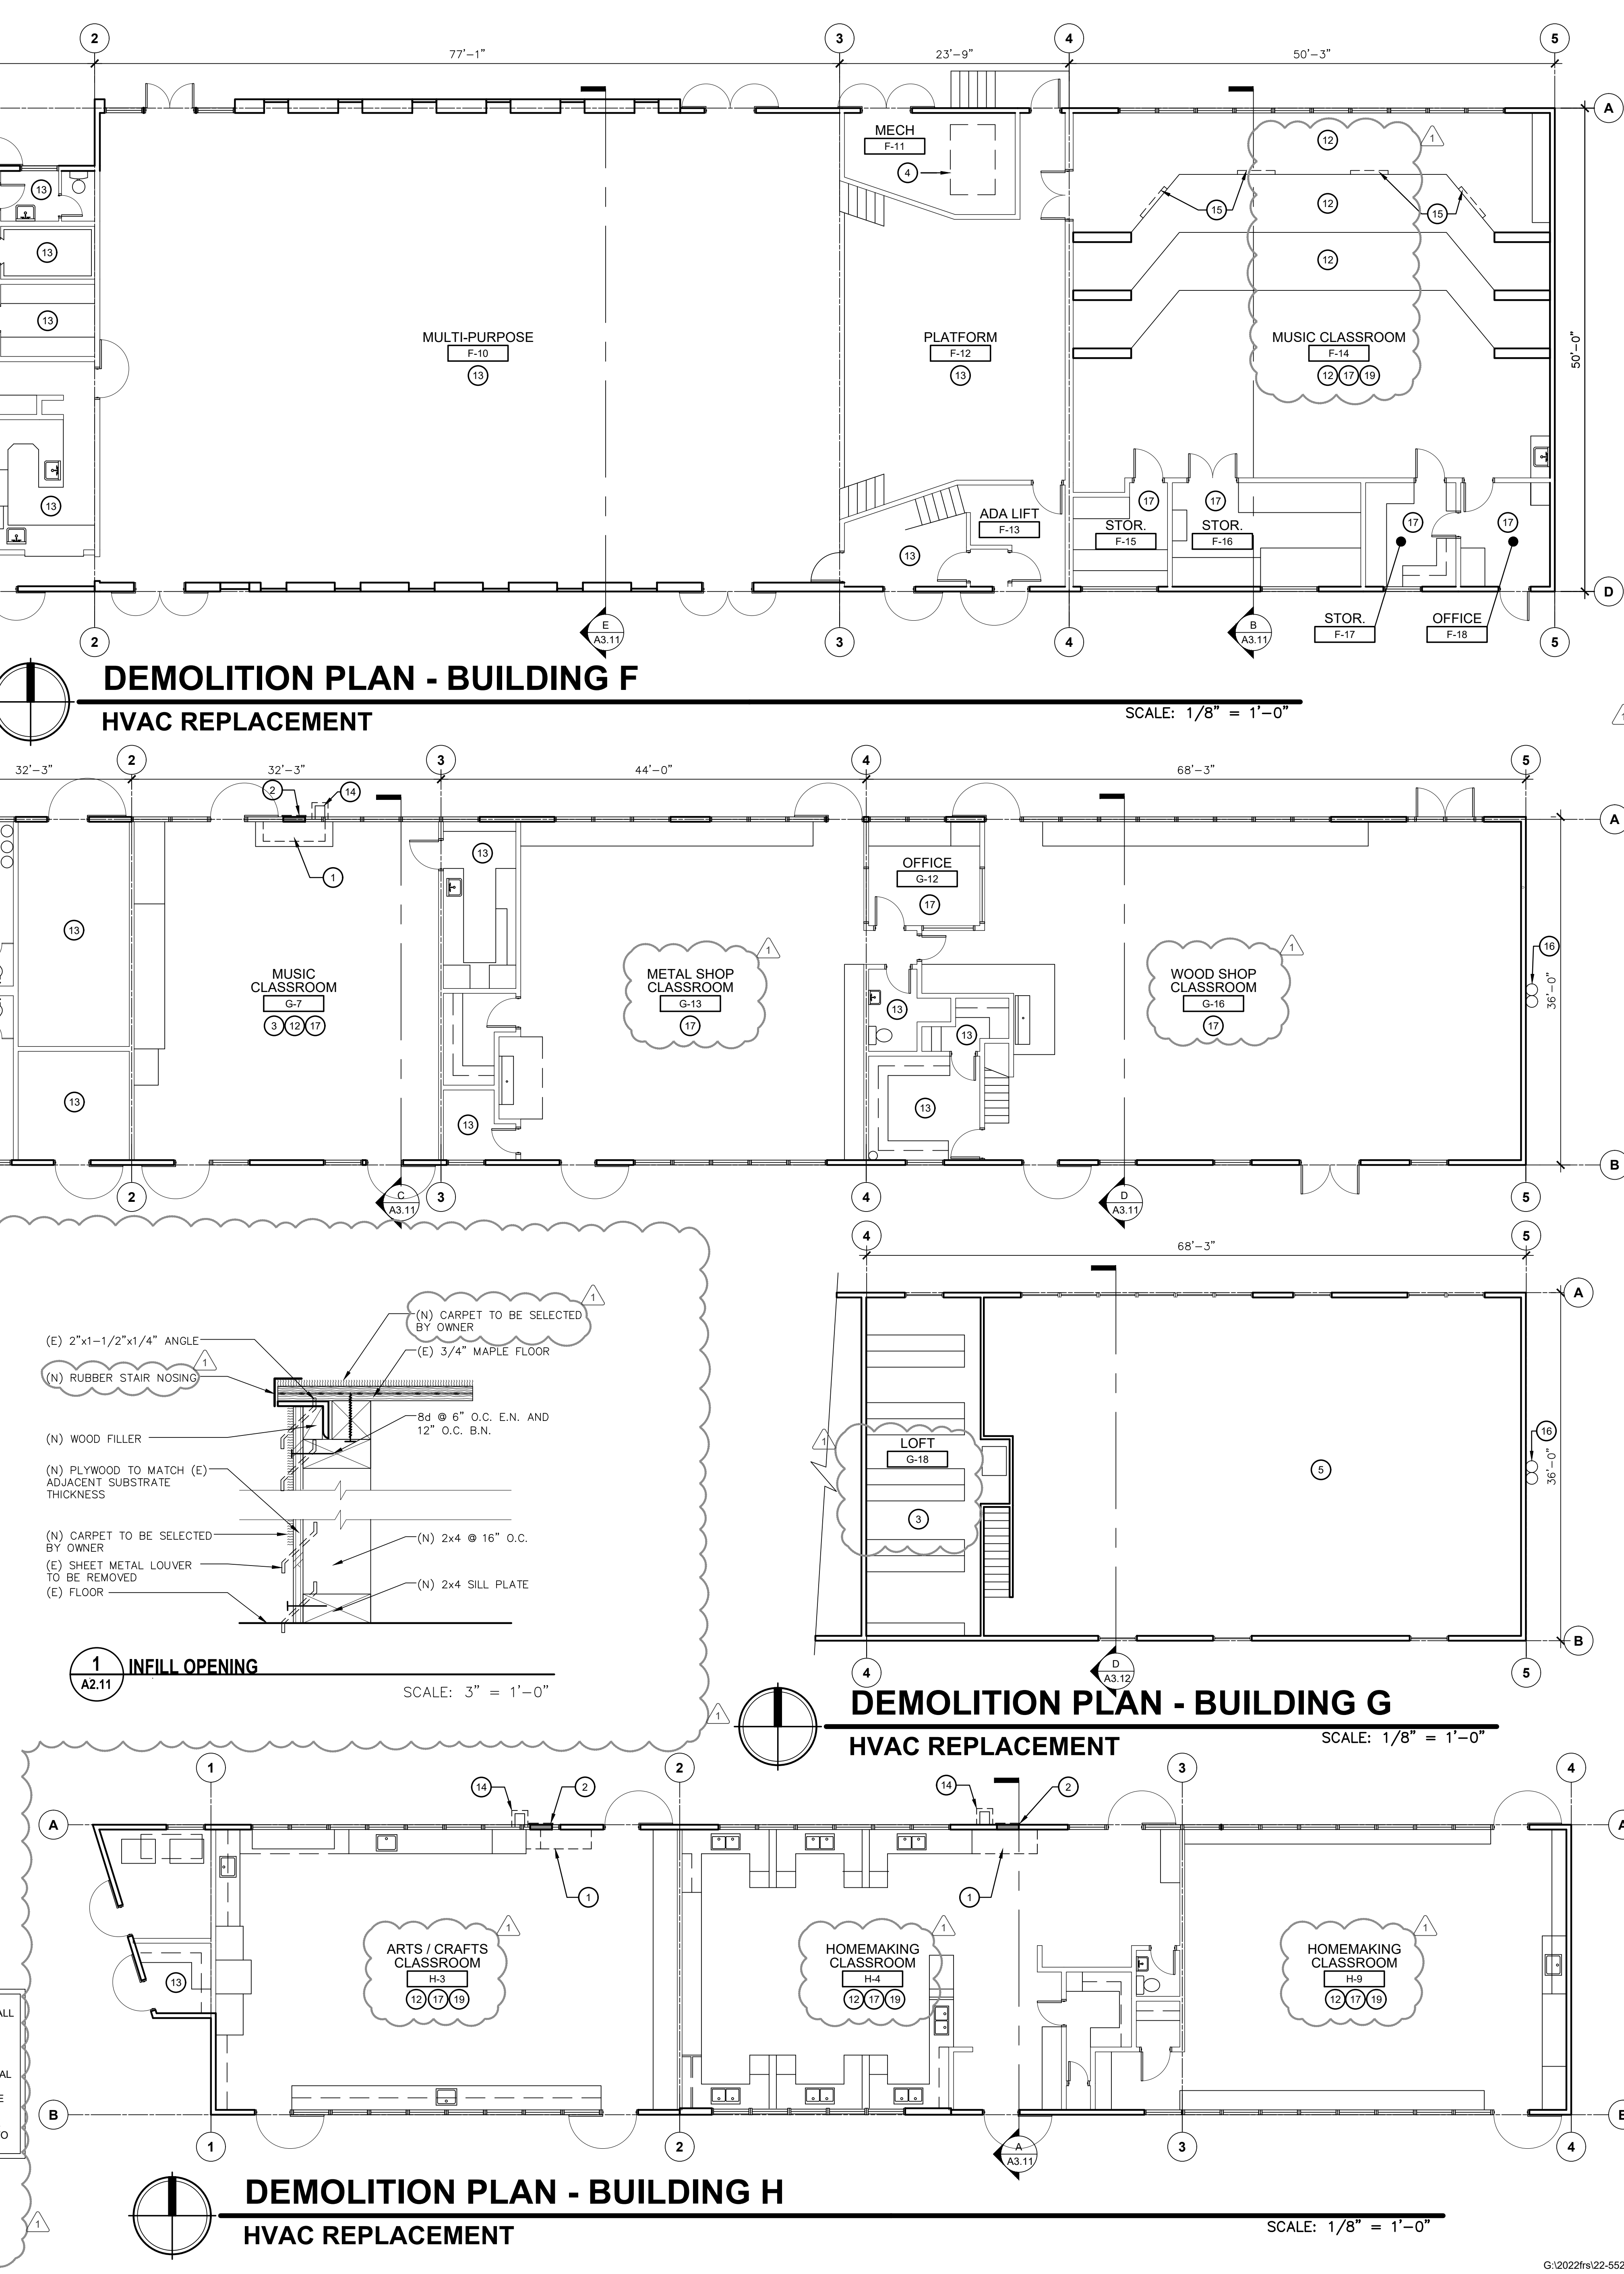 2
3
4
5
77'-1"
23'-9"
50'-3"
A
MECH
F-11
4
12
1
13
15
12
15
13
12
13
MULTI-PURPOSE
F-10
13
PLATFORM
F-12
13
MUSIC CLASSROOM
F-14
12 17 19
50'-0"
13
ADA LIFT
F-13
13
17
STOR.
F-15
17
STOR.
F-16
17
17
D
E
A3.11
B
A3.11
STOR.
F-17
OFFICE
F-18
2
3
4
5
DEMOLITION PLAN - BUILDING F
HVAC REPLACEMENT
SCALE: 1/8" = 1'-0"
2
3
4
5
32'-3"
32'-3"
44'-0"
68'-3"
2
14
A
1
13
OFFICE
G-12
17
13
MUSIC
CLASSROOM
G-7
3 12 17
METAL SHOP
CLASSROOM
G-13
17
1
WOOD SHOP
CLASSROOM
G-16
17
1
16
36'-0"
13
13
13
13
13
B
2
C
A3.11
3
4
D
A3.11
5
4
5
68'-3"
A
(N) CARPET TO BE SELECTED
BY OWNER
1
(E) 2"x1-1/2"x1/4" ANGLE
(E) 3/4" MAPLE FLOOR
(N) RUBBER STAIR NOSING
1
8d @ 6" O.C. E.N. AND
12" O.C. B.N.
(N) WOOD FILLER
(N) PLYWOOD TO MATCH (E)
ADJACENT SUBSTRATE
THICKNESS
(N) CARPET TO BE SELECTED
BY OWNER
(N) 2x4 @ 16" O.C.
(E) SHEET METAL LOUVER
TO BE REMOVED
(N) 2x4 SILL PLATE
(E) FLOOR
1
A2.11
INFILL OPENING
SCALE: 3" = 1'-0"
1
1
LOFT
G-18
3
5
16
36'-0"
B
4
D
A3.12
5
DEMOLITION PLAN - BUILDING G
HVAC REPLACEMENT
SCALE: 1/8" = 1'-0"
1
2
3
4
14
2
14
2
A
1
1
ARTS / CRAFTS
CLASSROOM
H-3
12 17 19
1
HOMEMAKING
CLASSROOM
H-4
12 17 19
1
HOMEMAKING
CLASSROOM
H-9
12 17 19
1
13
ALL
AL
E
TO
B
1
2
A
A3.11
3
4
DEMOLITION PLAN - BUILDING H
HVAC REPLACEMENT
SCALE: 1/8" = 1'-0"
1
G:\2022frs\22-552